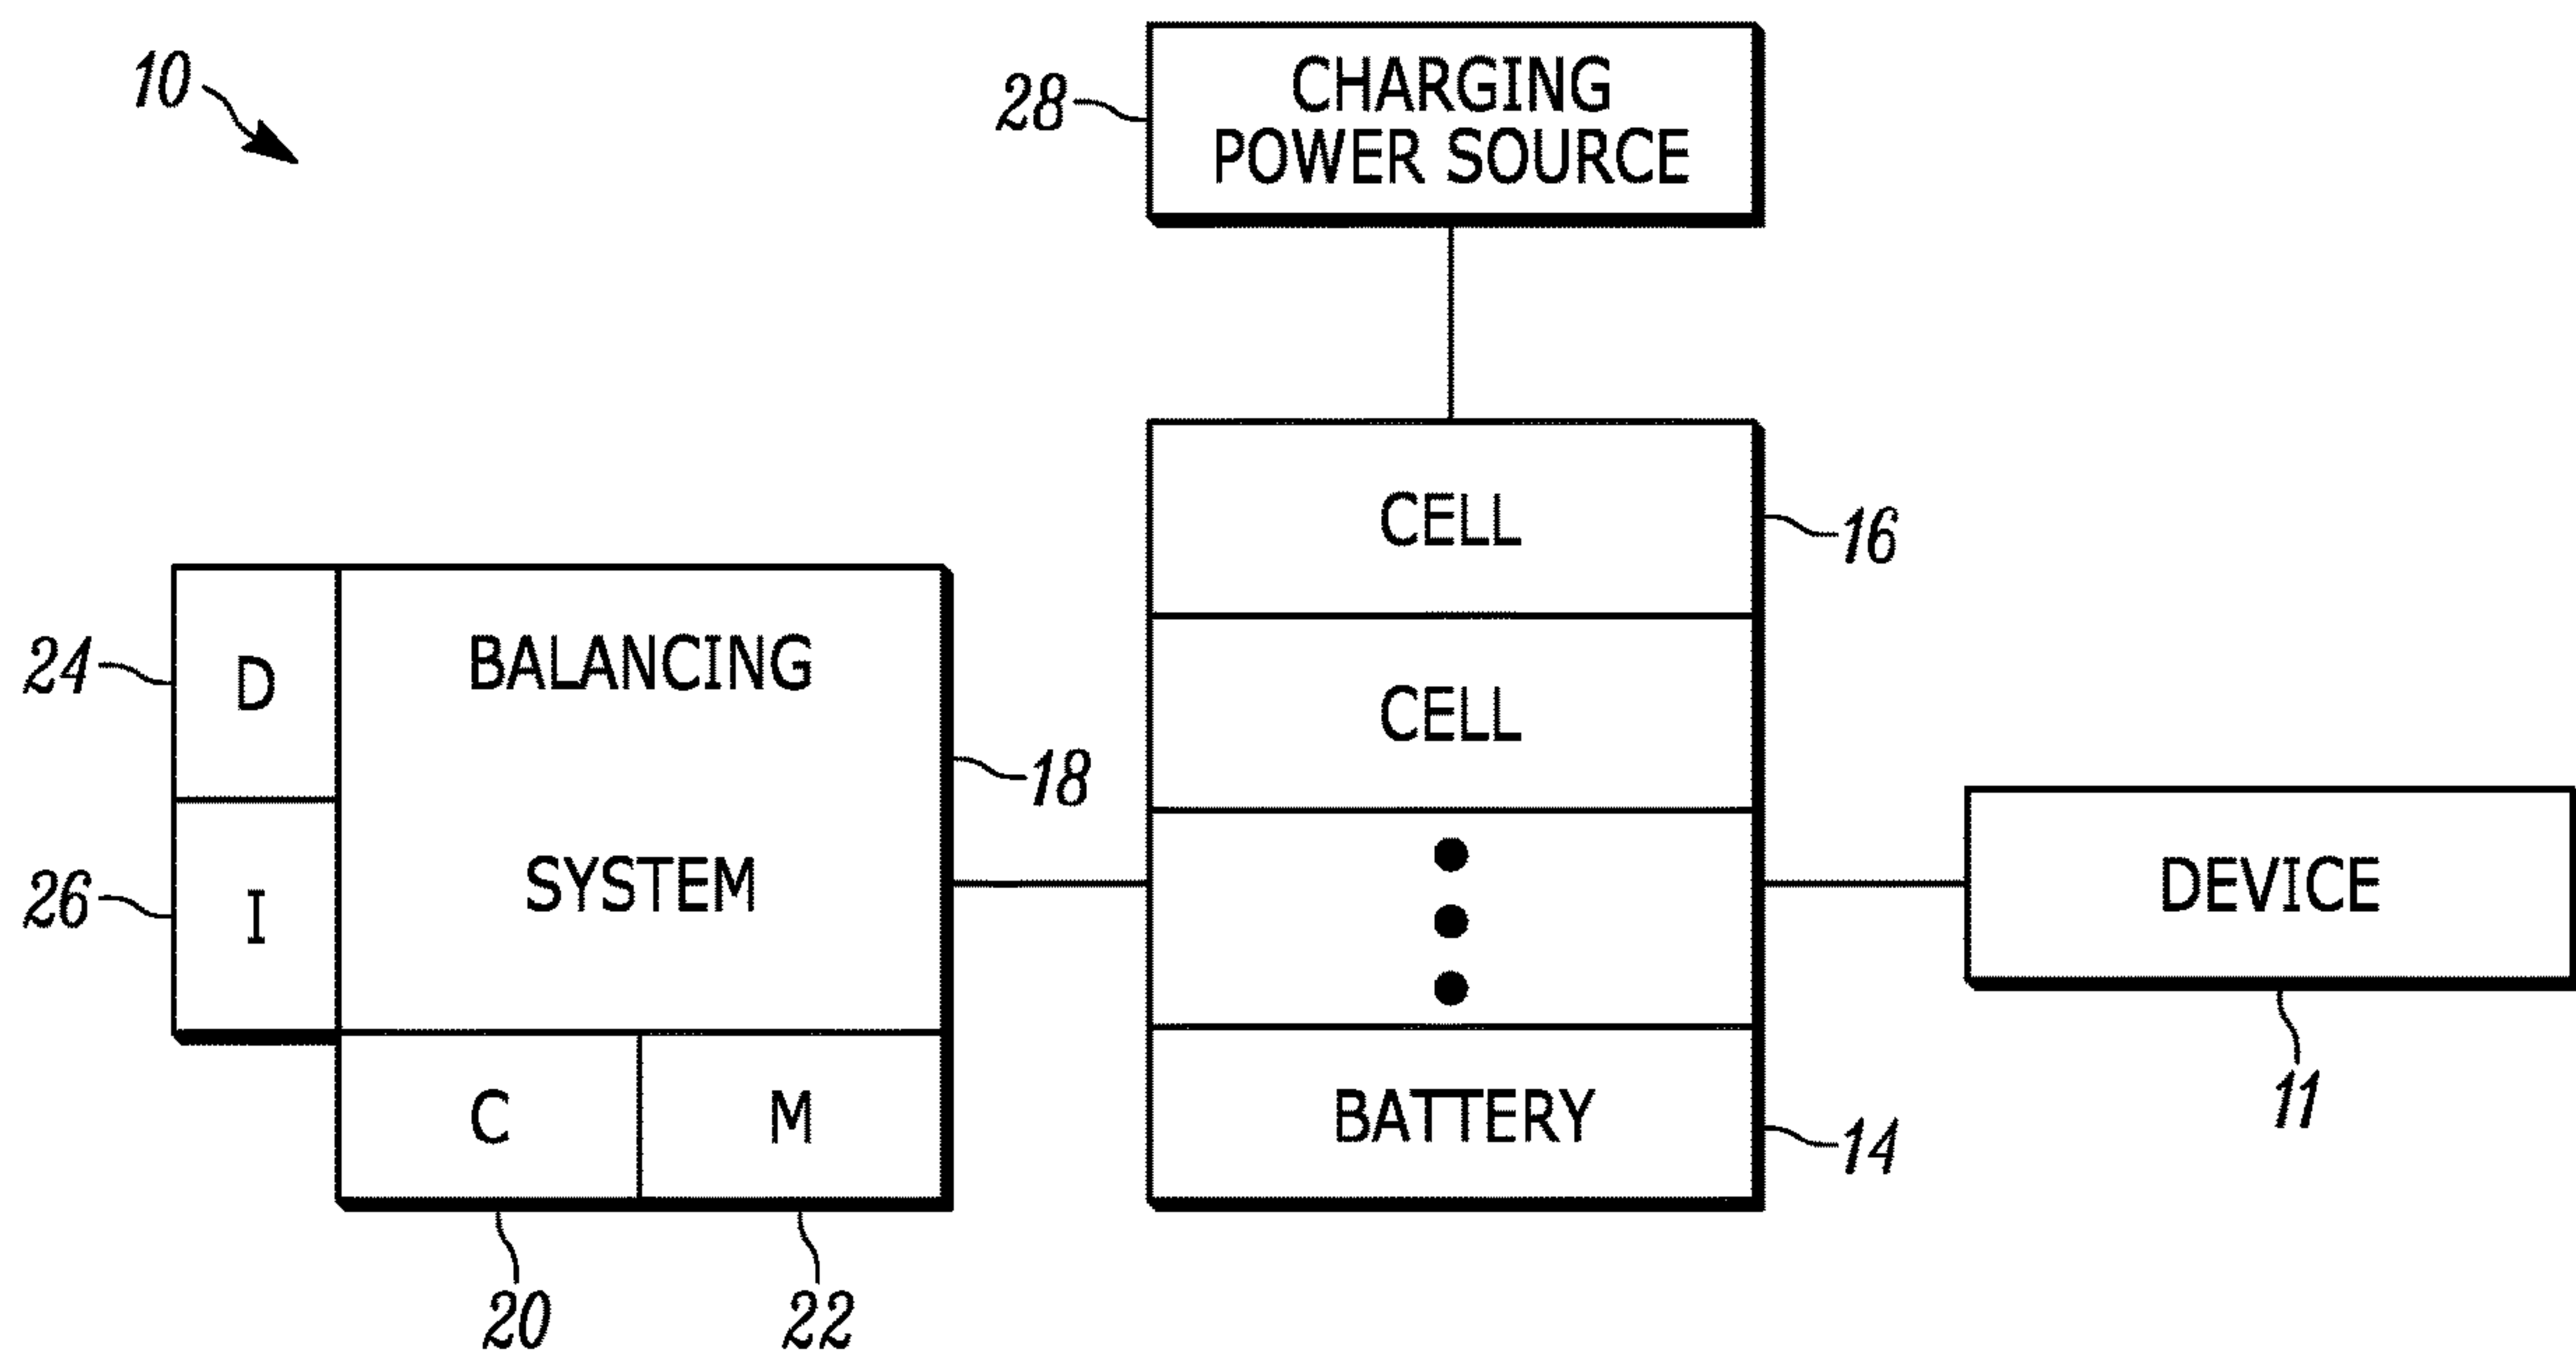 10
28
CHARGING
POWER SOURCE
CELL
16
24
D
BALANCING
SYSTEM
18
CELL
26
I
DEVICE
11
C
M
BATTERY
14
20
22